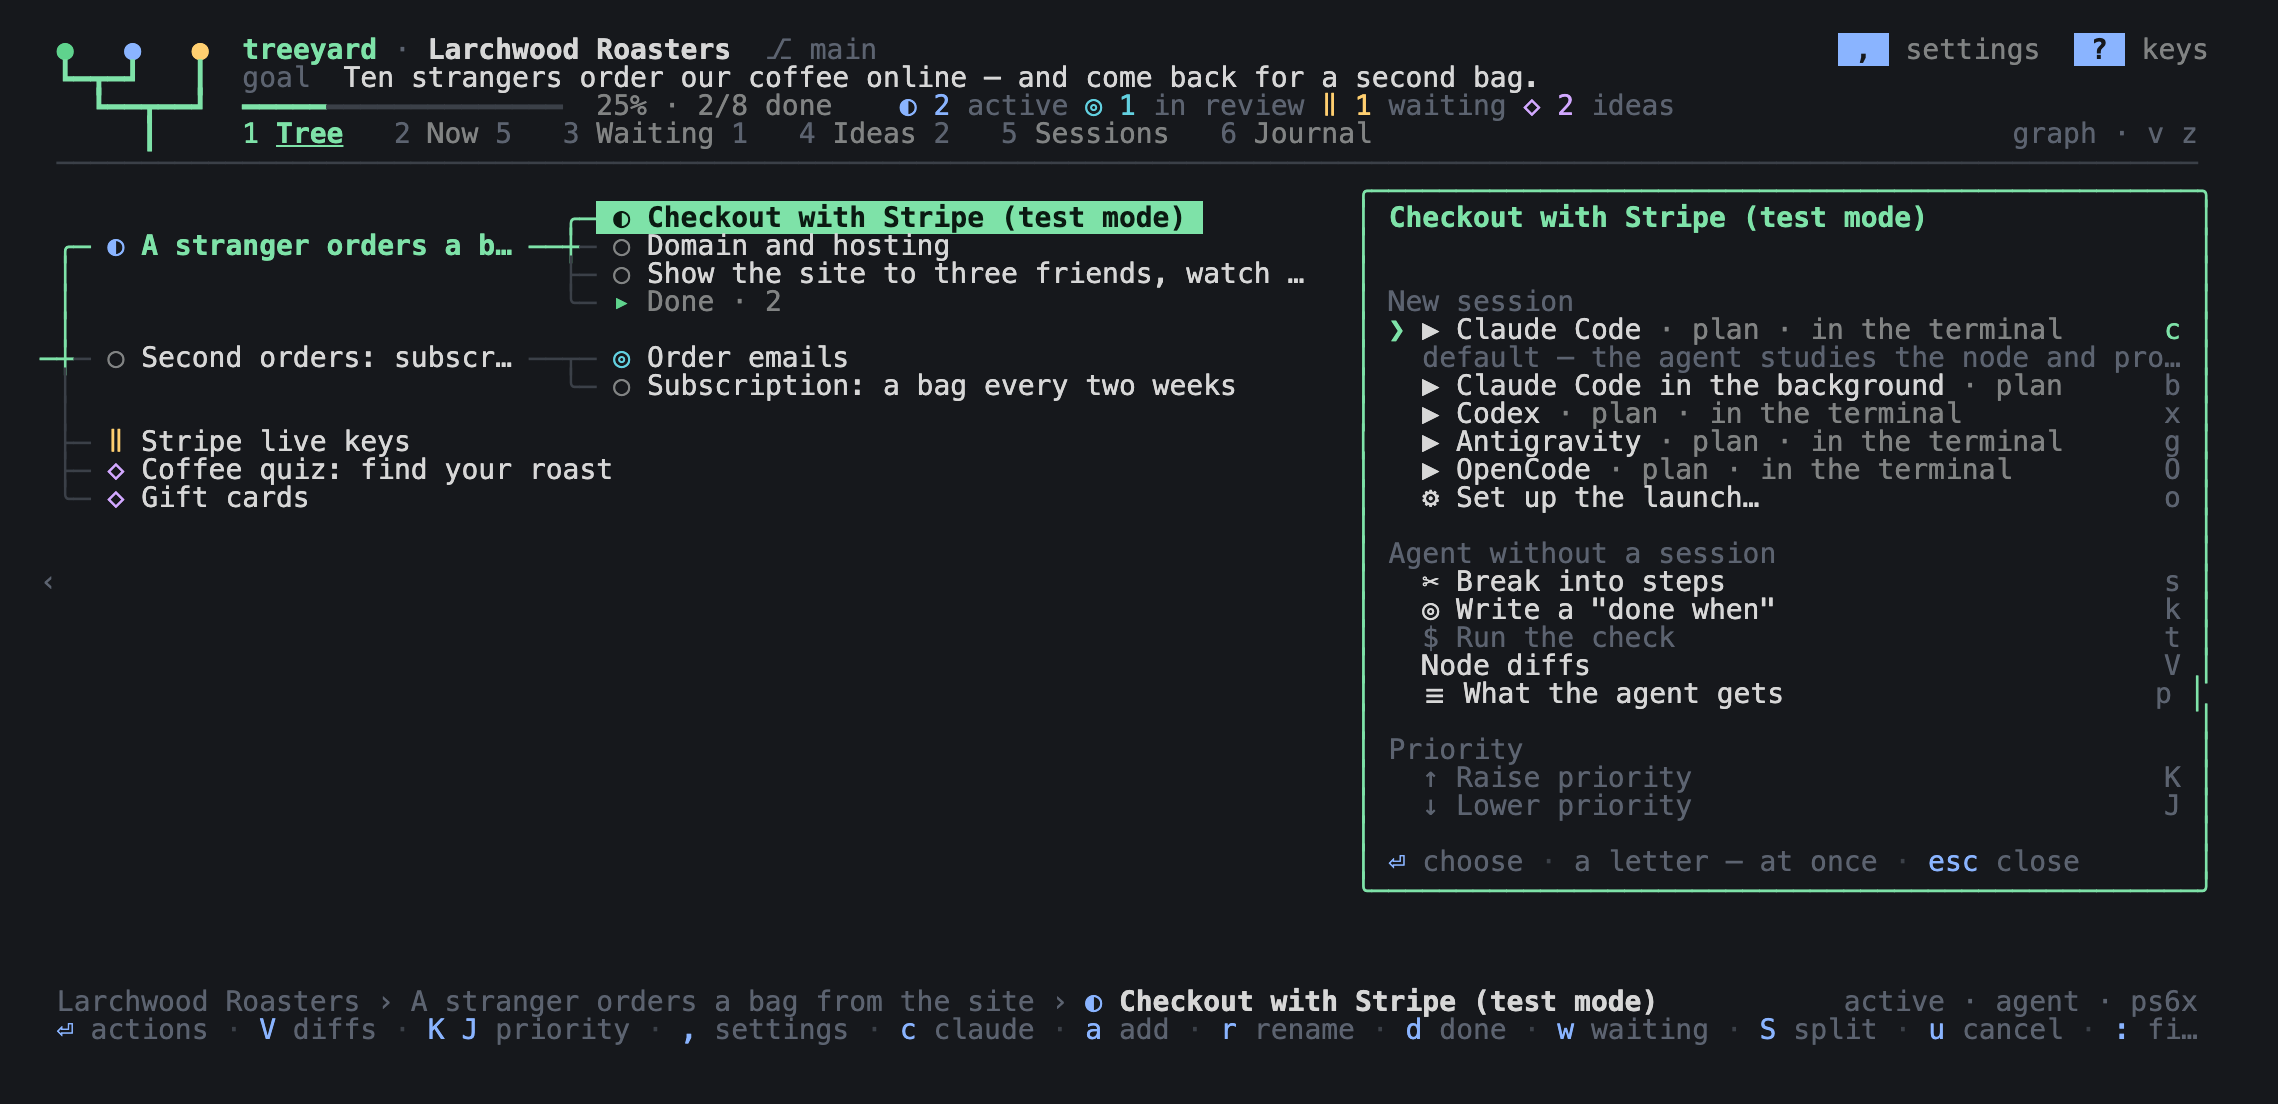 treeyard · Larchwood Roasters ⎇ main , settings ? keys
goal Ten strangers order our coffee online — and come back for a second bag.
25% · 2/8 done ◐ 2 active ◎ 1 in review ‖ 1 waiting ◇ 2 ideas
1 Tree 2 Now 5 3 Waiting 1 4 Ideas 2 5 Sessions 6 Journal graph · v z
◐ A stranger orders a b…
◐ Checkout with Stripe (test mode)
○ Domain and hosting
○ Show the site to three friends, watch …
▸ Done · 2
○ Second orders: subscr…
◎ Order emails
○ Subscription: a bag every two weeks
‖ Stripe live keys
◇ Coffee quiz: find your roast
◇ Gift cards
‹
Checkout with Stripe (test mode)
New session
❯ ▶ Claude Code · plan · in the terminal c
default — the agent studies the node and pro…
▶ Claude Code in the background · plan b
▶ Codex · plan · in the terminal x
▶ Antigravity · plan · in the terminal g
▶ OpenCode · plan · in the terminal O
⚙ Set up the launch… o
Agent without a session
✂ Break into steps s
◎ Write a "done when" k
$ Run the check t
Node diffs V
≡ What the agent gets p
Priority
↑ Raise priority K
↓ Lower priority J
⏎ choose · a letter — at once · esc close
Larchwood Roasters › A stranger orders a bag from the site › ◐ Checkout with Stripe (test mode) active · agent · ps6x
⏎ actions · V diffs · K J priority · , settings · c claude · a add · r rename · d done · w waiting · S split · u cancel · : fi…